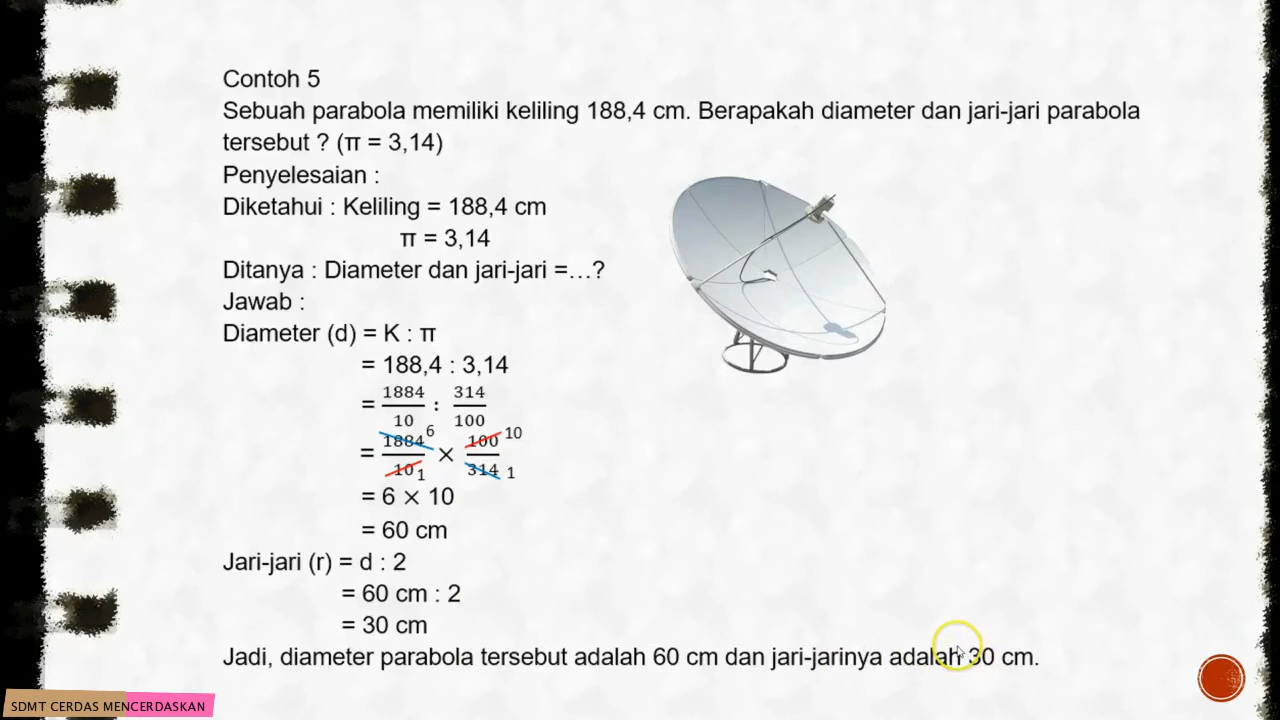 Contoh 5
Sebuah parabola memiliki keliling 188,4 cm. Berapakah diameter dan jari-jari parabola
tersebut ? (π = 3,14)
Penyelesaian :
Diketahui : Keliling = 188,4 cm
π = 3,14
Ditanya : Diameter dan jari-jari =…?
Jawab :
Diameter (d) = K : π
= 188,4 : 3,14
= 1884/10 : 314/100
= 1884 6/10 1 × 100 10/314 1
= 6 × 10
= 60 cm
Jari-jari (r) = d : 2
= 60 cm : 2
= 30 cm
Jadi, diameter parabola tersebut adalah 60 cm dan jari-jarinya adalah 30 cm.
SDMT CERDAS MENCERDASKAN